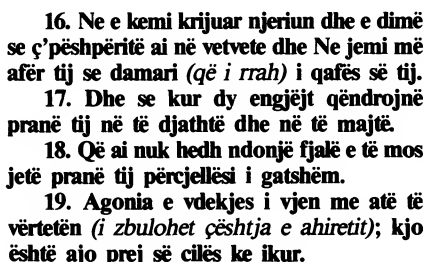 16. Ne e kemi krijuar njeriun dhe e dimë
se ç'pëshpëritë ai në vetvete dhe Ne jemi më
afër tij se damari (që i rrah) i qafës së tij.
17. Dhe se kur dy engjëjt qëndrojnë
pranë tij në të djathtë dhe në të majtë.
18. Që ai nuk hedh ndonjë fjalë e të mos
jetë pranë tij përcjellësi i gatshëm.
19. Agonia e vdekjes i vjen me atë të
vërtetën (i zbulohet çështja e ahiretit); kjo
është ajo prej së cilës ke ikur.